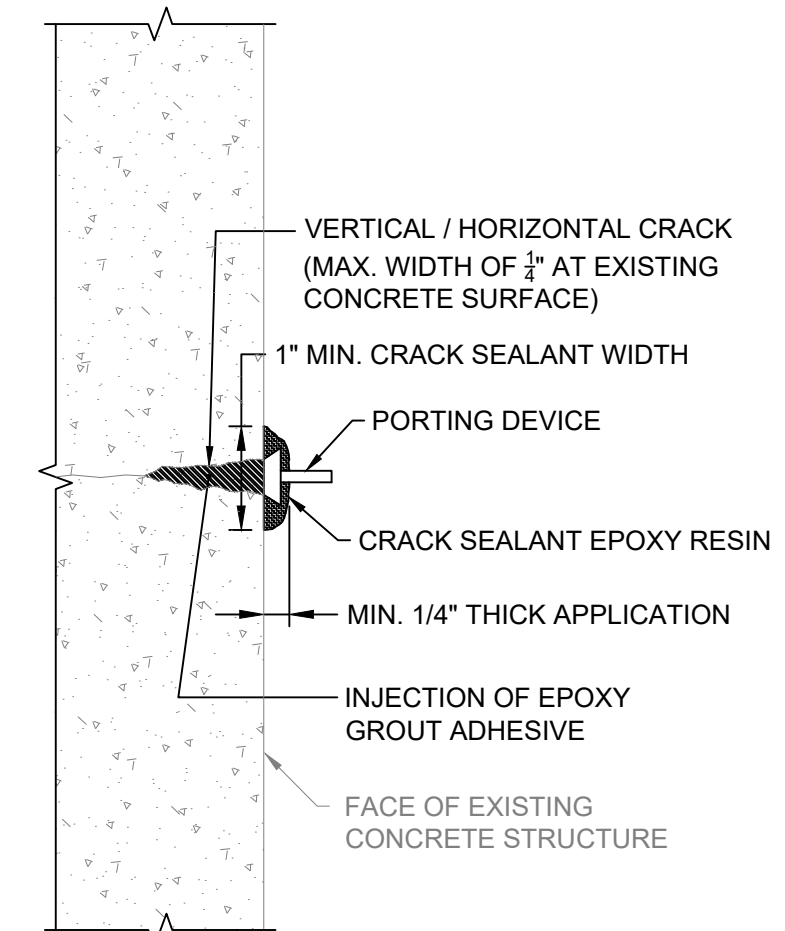 VERTICAL / HORIZONTAL CRACK
(MAX. WIDTH OF 1/4" AT EXISTING
CONCRETE SURFACE)
1" MIN. CRACK SEALANT WIDTH
PORTING DEVICE
CRACK SEALANT EPOXY RESIN
MIN. 1/4" THICK APPLICATION
INJECTION OF EPOXY
GROUT ADHESIVE
FACE OF EXISTING
CONCRETE STRUCTURE